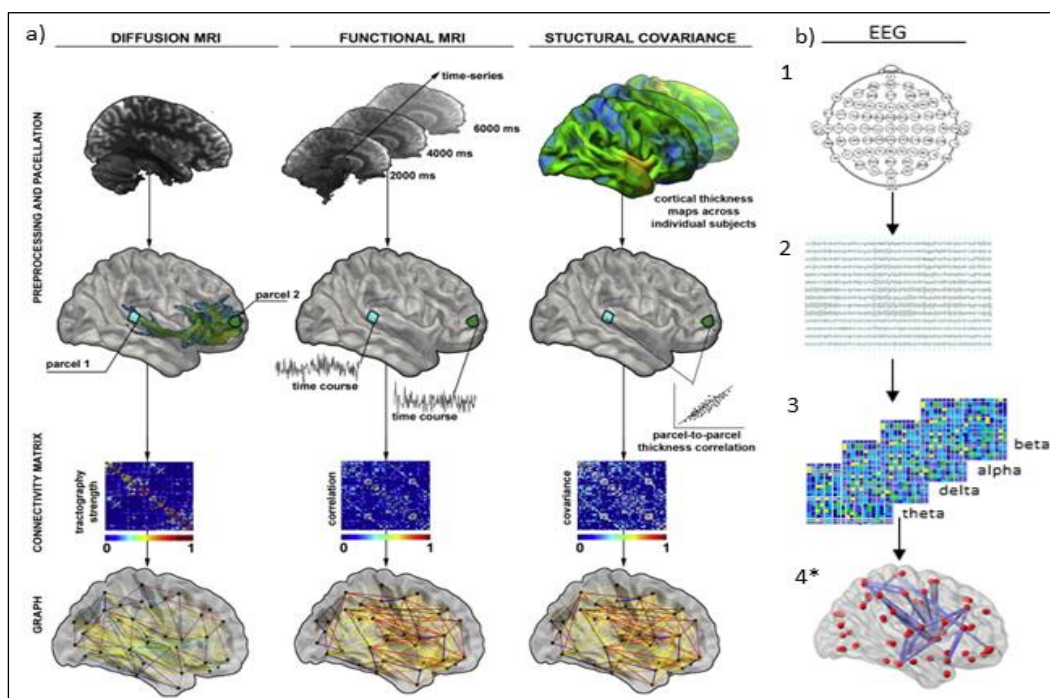 a)
DIFFUSION MRI
FUNCTIONAL MRI
STUCTURAL COVARIANCE
PREPROCESSING AND PACELLATION
time-series
6000 ms
4000 ms
2000 ms
cortical thickness
maps across
individual subjects
parcel 2
parcel 1
time course
time course
parcel-to-parcel
thickness correlation
CONNECTIVITY MATRIX
tractography
strength
0 1
correlation
0 1
covariance
0 1
GRAPH
b)
EEG
1
2
3
beta
alpha
delta
theta
4*